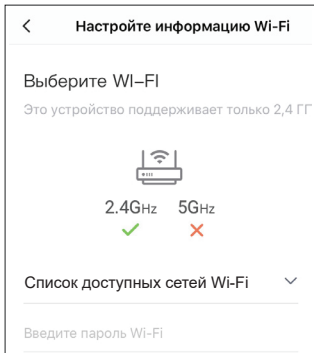 Настройте информацию Wi-Fi
Выберите WI–FI
Это устройство поддерживает только 2,4 ГГ
2.4GHz 5GHz
Список доступных сетей Wi-Fi
Введите пароль Wi-Fi